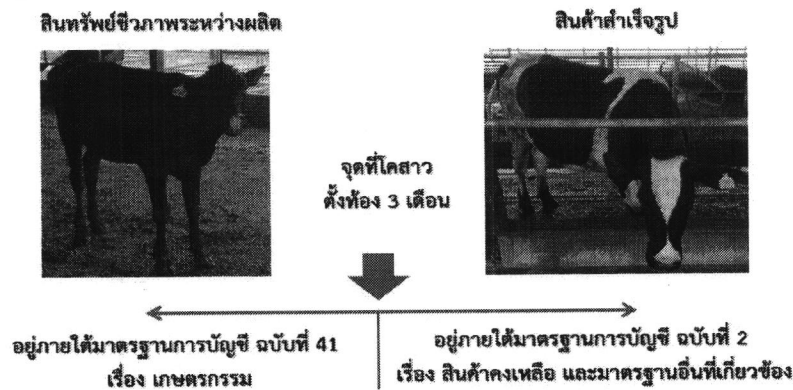 สินทรัพย์ชีวภาพระหว่างผลิต
สินค้าสำเร็จรูป
จุดที่โคสาว
ตั้งท้อง 3 เดือน
อยู่ภายใต้มาตรฐานการบัญชี ฉบับที่ 41
เรื่อง เกษตรกรรม
อยู่ภายใต้มาตรฐานการบัญชี ฉบับที่ 2
เรื่อง สินค้าคงเหลือ และมาตรฐานอื่นที่เกี่ยวข้อง